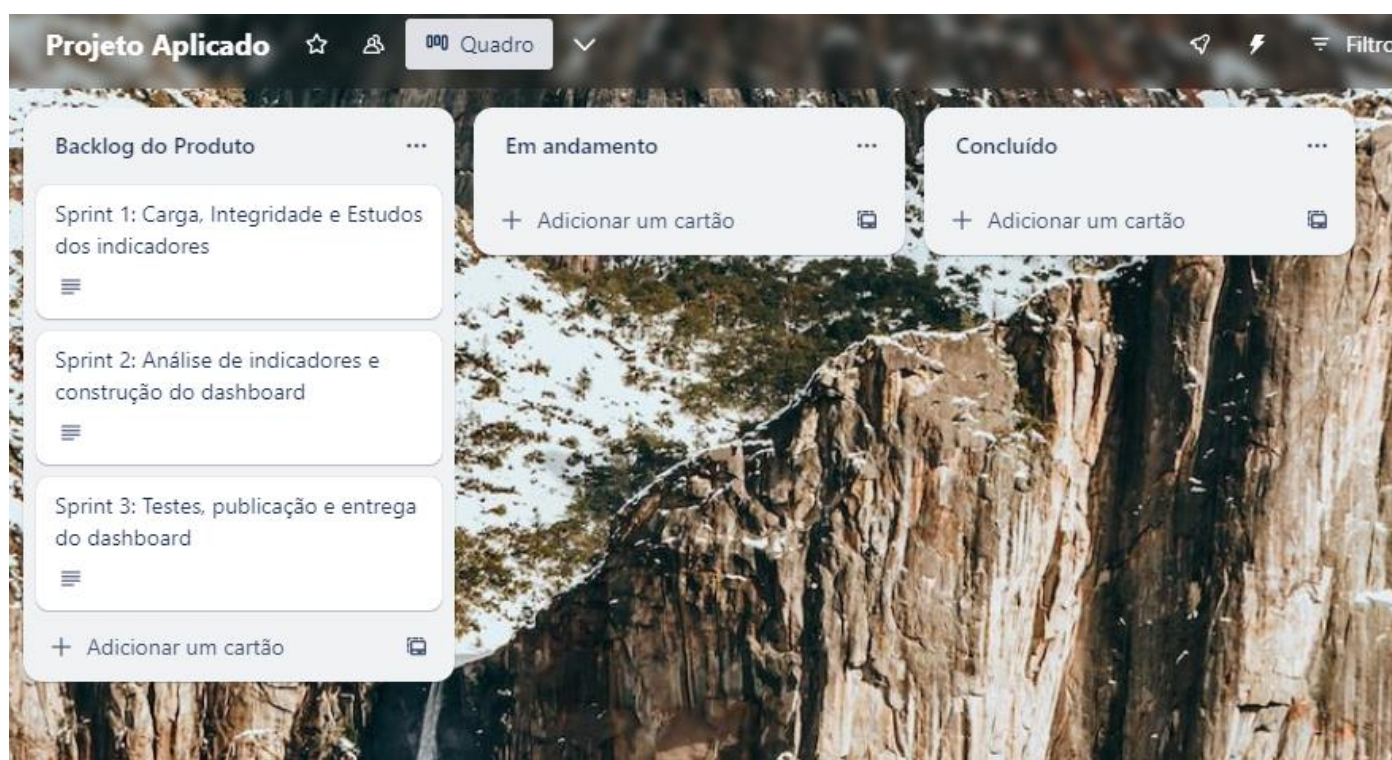 Projeto Aplicado
Quadro
Filtro
Backlog do Produto
Sprint 1: Carga, Integridade e Estudos
dos indicadores
Sprint 2: Análise de indicadores e
construção do dashboard
Sprint 3: Testes, publicação e entrega
do dashboard
+ Adicionar um cartão
Em andamento
+ Adicionar um cartão
Concluído
+ Adicionar um cartão